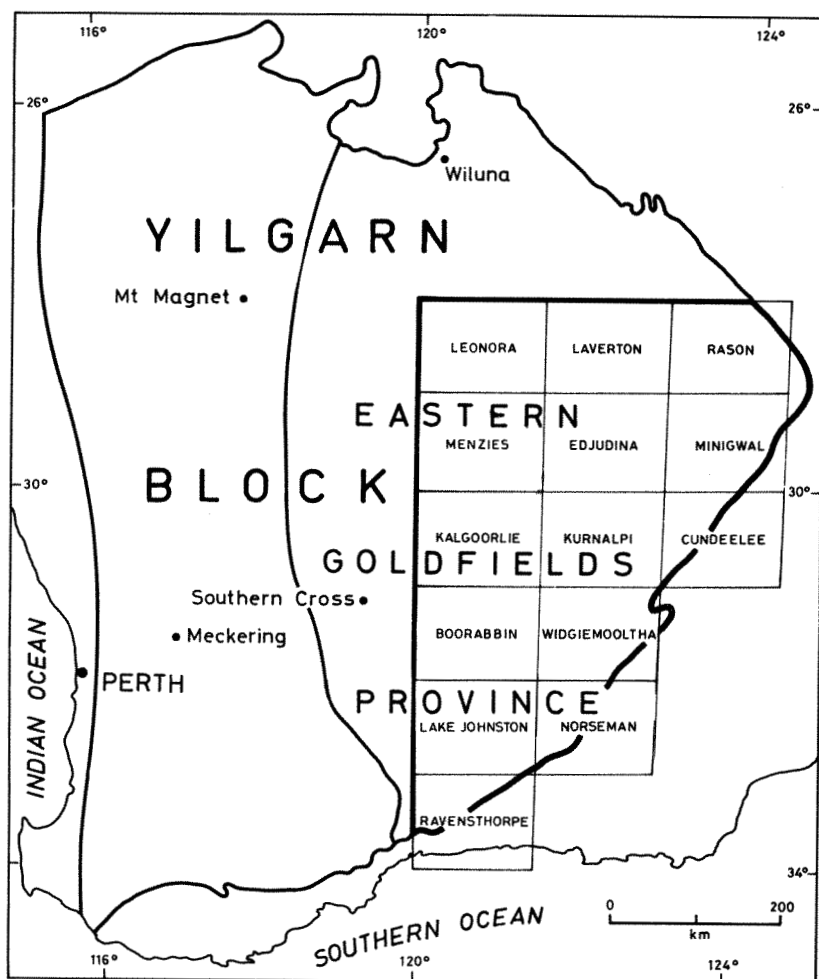 116°
120°
124°
26°
26°
Wiluna
YILGARN
Mt Magnet
LEONORA
LAVERTON
RASON
EASTERN
MENZIES
EDJUDINA
MINIGWAL
BLOCK
30°
30°
KALGOORLIE
KURNALPI
CUNDEELEE
GOLDFIELDS
Southern Cross
Meckering
BOORABBIN
WIDGIEMOOLTHA
INDIAN OCEAN
PERTH
PROVINCE
LAKE JOHNSTON
NORSEMAN
RAVENSTHORPE
34°
0 200
km
SOUTHERN OCEAN
116°
120°
124°